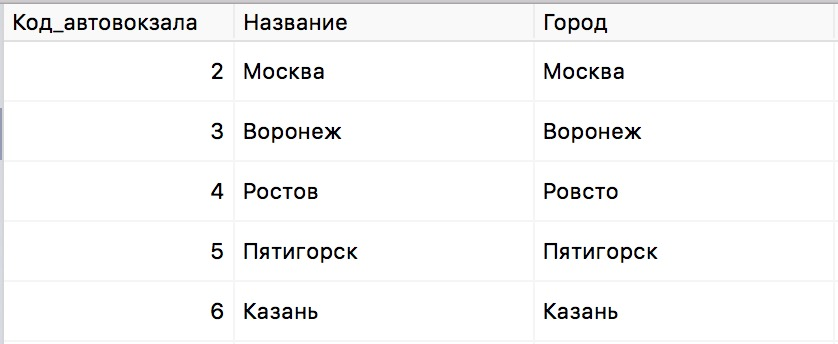 Код_автовокзала Название Город
2 Москва Москва
3 Воронеж Воронеж
4 Ростов Ровсто
5 Пятигорск Пятигорск
6 Казань Казань